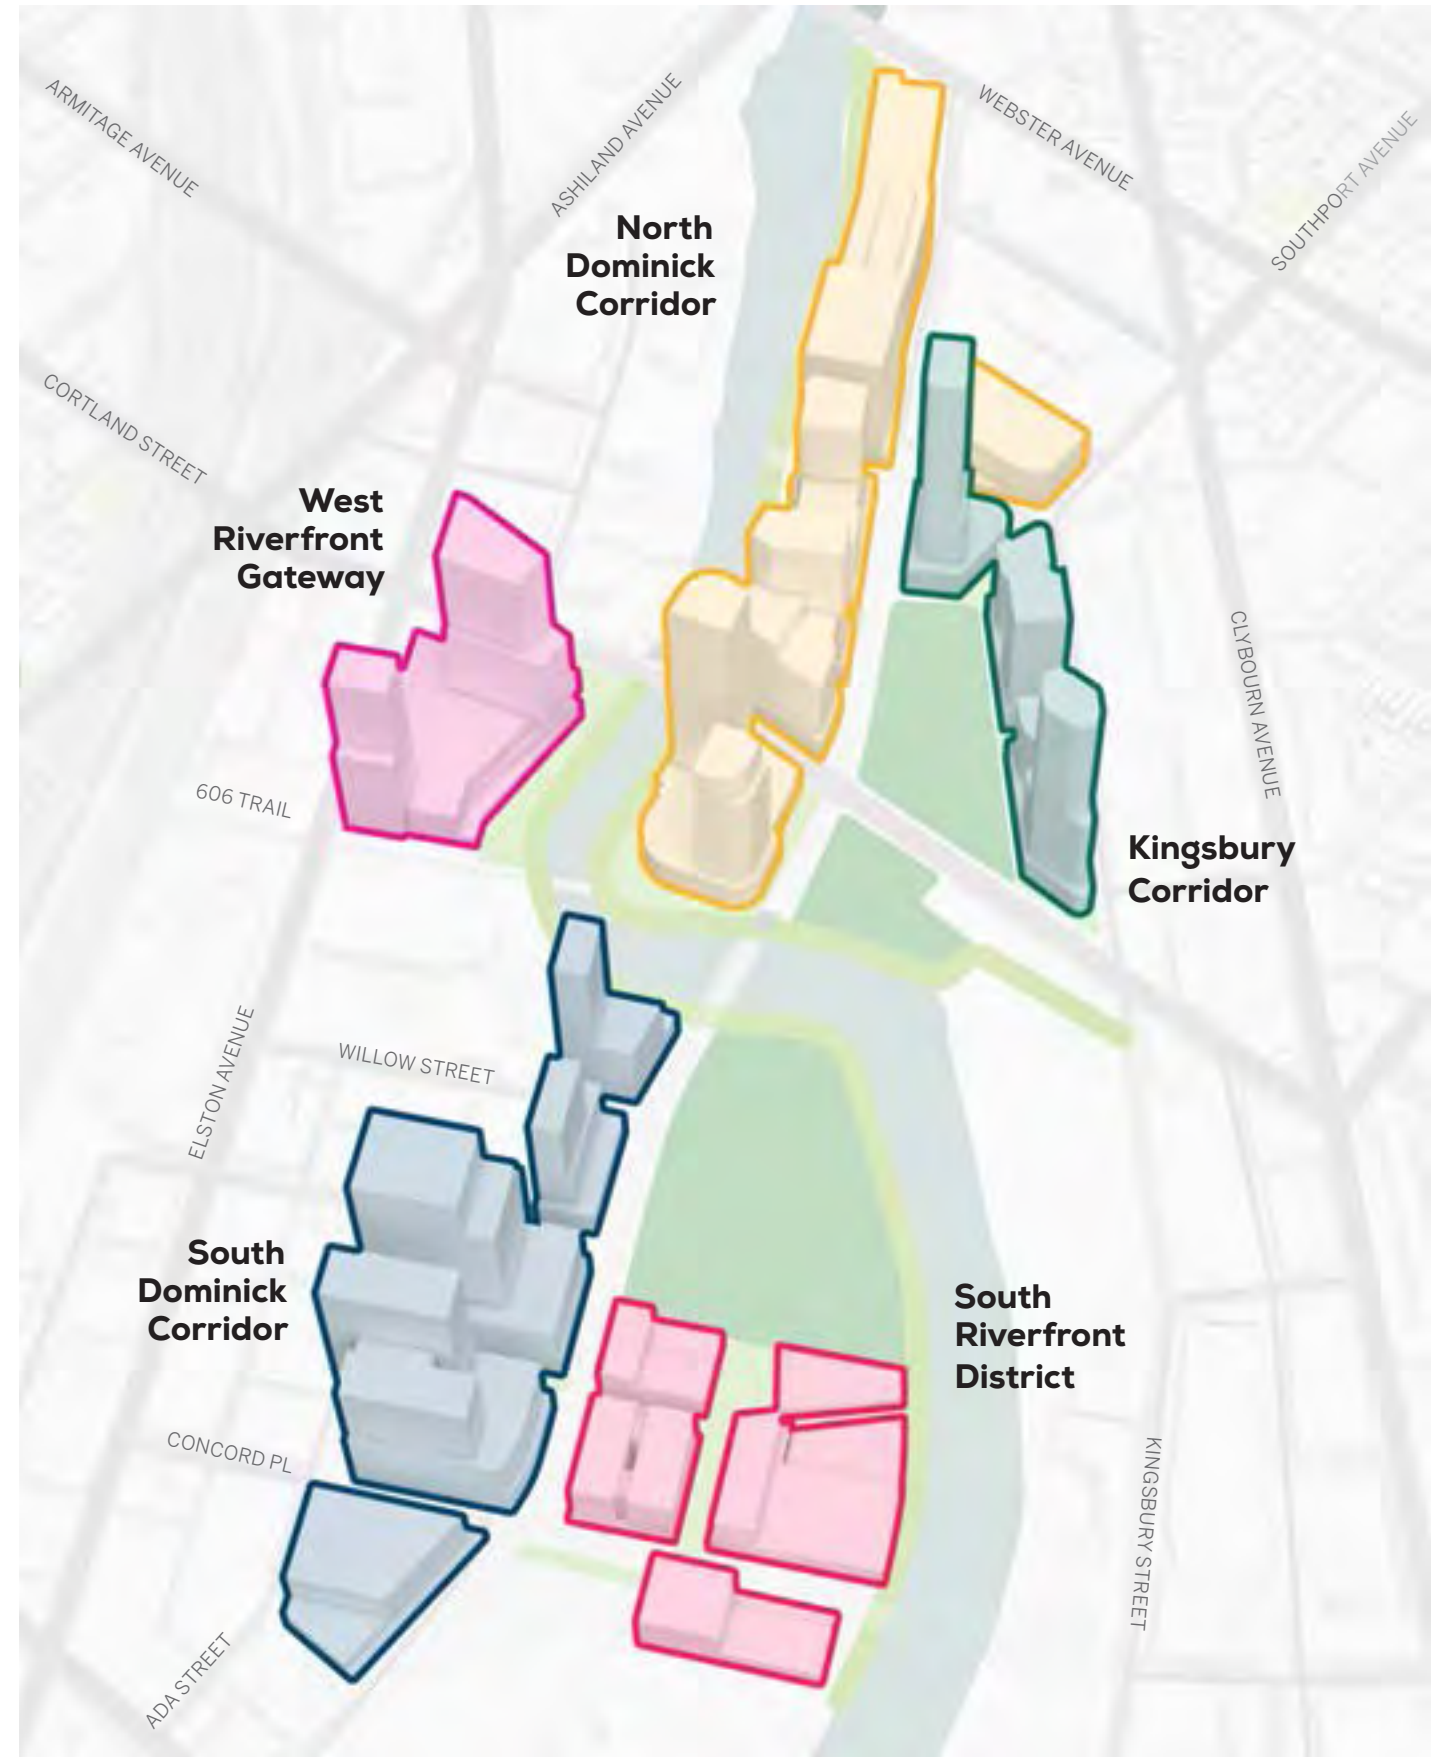 ARMITAGE AVENUE
ASHILAND AVENUE
WEBSTER AVENUE
SOUTHPORT AVENUE
North
Dominick
Corridor
CORTLAND STREET
West
Riverfront
Gateway
CLYBOURN AVENUE
606 TRAIL
Kingsbury
Corridor
ELSTON AVENUE
WILLOW STREET
South
Dominick
Corridor
South
Riverfront
District
CONCORD PL
KINGSBURY STREET
ADA STREET